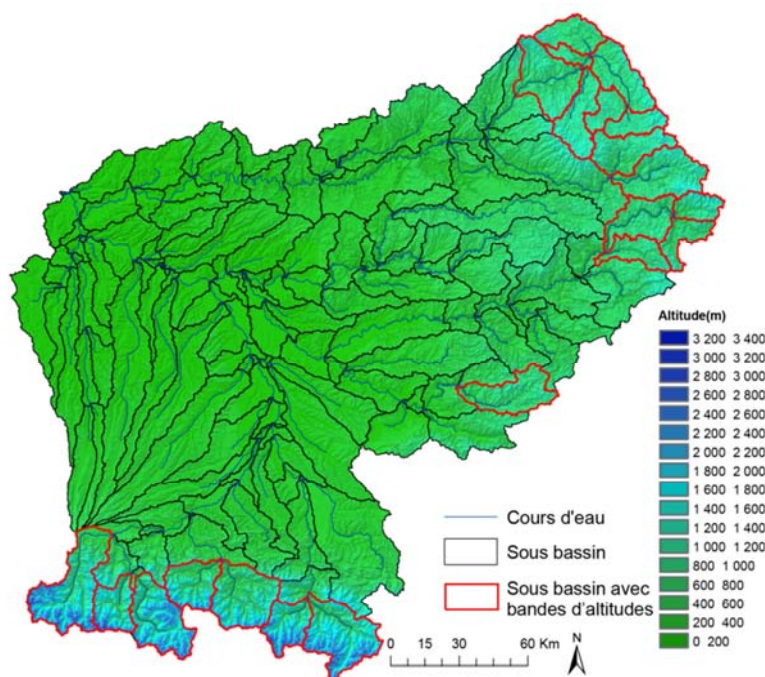 Altitude(m)
3 200 3 400
3 000 3 200
2 800 3 000
2 600 2 800
2 400 2 600
2 200 2 400
2 000 2 200
1 800 2 000
1 600 1 800
1 400 1 600
1 200 1 400
1 000 1 200
800 1 000
600 800
400 600
200 400
0 200
Cours d'eau
Sous bassin
Sous bassin avec
bandes d'altitudes
0 15 30 60 Km
N